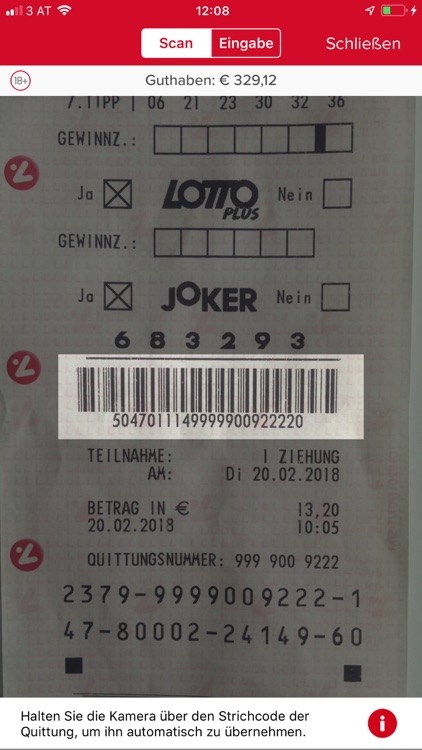 3 AT 12:08
Scan Eingabe Schließen
18+ Guthaben: € 329,12
7.TIPP | 06 21 23 30 32 36
GEWINNZ.:
Ja LOTTO PLUS Nein
GEWINNZ.:
Ja JOKER Nein
6 8 3 2 9 3
5047011149999900922220
TEILNAHME: 1 ZIEHUNG
AM: Di 20.02.2018
BETRAG IN € 13,20
20.02.2018 10:05
QUITTUNGSNUMMER: 999 900 9222
2379-9999009222-1
47-80002-24149-60
Halten Sie die Kamera über den Strichcode der
Quittung, um ihn automatisch zu übernehmen.